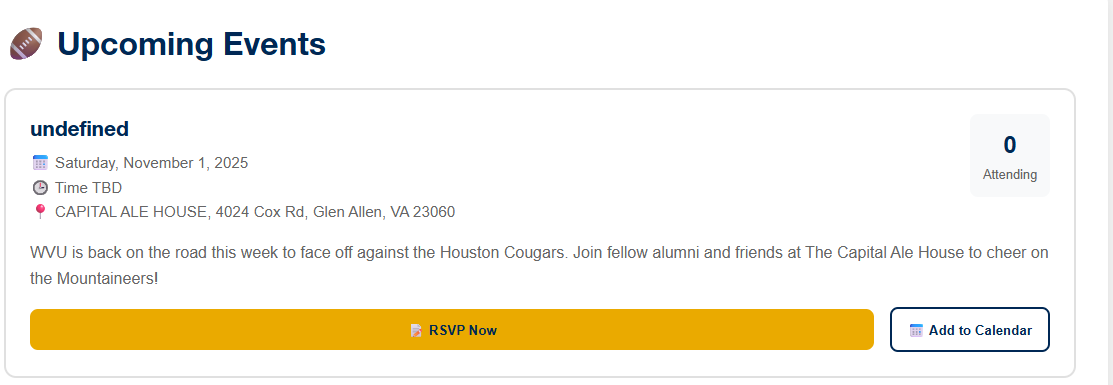 Upcoming Events
undefined
0
Attending
Saturday, November 1, 2025
Time TBD
CAPITAL ALE HOUSE, 4024 Cox Rd, Glen Allen, VA 23060
WVU is back on the road this week to face off against the Houston Cougars. Join fellow alumni and friends at The Capital Ale House to cheer on
the Mountaineers!
RSVP Now
Add to Calendar